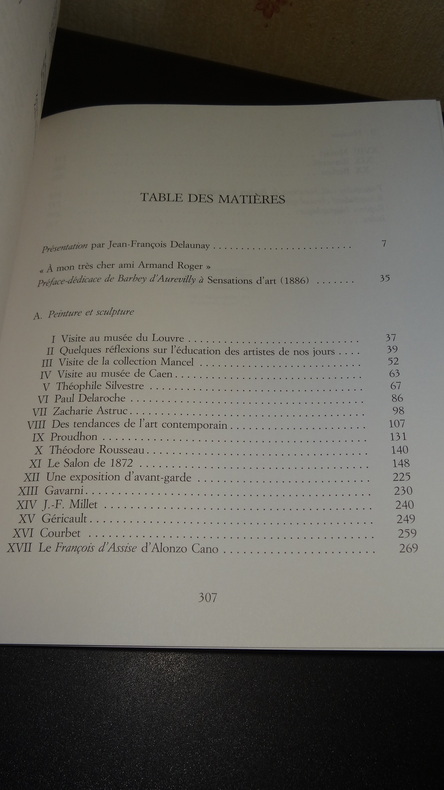 TABLE DES MATIÈRES
Présentation par Jean-François Delaunay . . . . . . . . . . . . . . . . . . . . . . . . 7
« À mon très cher ami Armand Roger »
Préface-dédicace de Barbey d'Aurevilly à Sensations d'art (1886) . . . . . . . 35
A. Peinture et sculpture
I Visite au musée du Louvre . . . . . . . . . . . . . . . . . . . . . . . . . . . 37
II Quelques réflexions sur l'éducation des artistes de nos jours . . . . 39
III Visite de la collection Mancel . . . . . . . . . . . . . . . . . . . . . . . . . 52
IV Visite au musée de Caen . . . . . . . . . . . . . . . . . . . . . . . . . . . . 63
V Théophile Silvestre . . . . . . . . . . . . . . . . . . . . . . . . . . . . . . . . 67
VI Paul Delaroche . . . . . . . . . . . . . . . . . . . . . . . . . . . . . . . . . . . 86
VII Zacharie Astruc . . . . . . . . . . . . . . . . . . . . . . . . . . . . . . . . . . . 98
VIII Des tendances de l'art contemporain . . . . . . . . . . . . . . . . . . . . 107
IX Proudhon . . . . . . . . . . . . . . . . . . . . . . . . . . . . . . . . . . . . . . . 131
X Théodore Rousseau . . . . . . . . . . . . . . . . . . . . . . . . . . . . . . . . 140
XI Le Salon de 1872 . . . . . . . . . . . . . . . . . . . . . . . . . . . . . . . . . 148
XII Une exposition d'avant-garde . . . . . . . . . . . . . . . . . . . . . . . . . 225
XIII Gavarni . . . . . . . . . . . . . . . . . . . . . . . . . . . . . . . . . . . . . . . . 230
XIV J.-F. Millet . . . . . . . . . . . . . . . . . . . . . . . . . . . . . . . . . . . . . . 240
XV Géricault . . . . . . . . . . . . . . . . . . . . . . . . . . . . . . . . . . . . . . . 249
XVI Courbet . . . . . . . . . . . . . . . . . . . . . . . . . . . . . . . . . . . . . . . . 259
XVII Le François d'Assise d'Alonzo Cano . . . . . . . . . . . . . . . . . . . . . 269
307